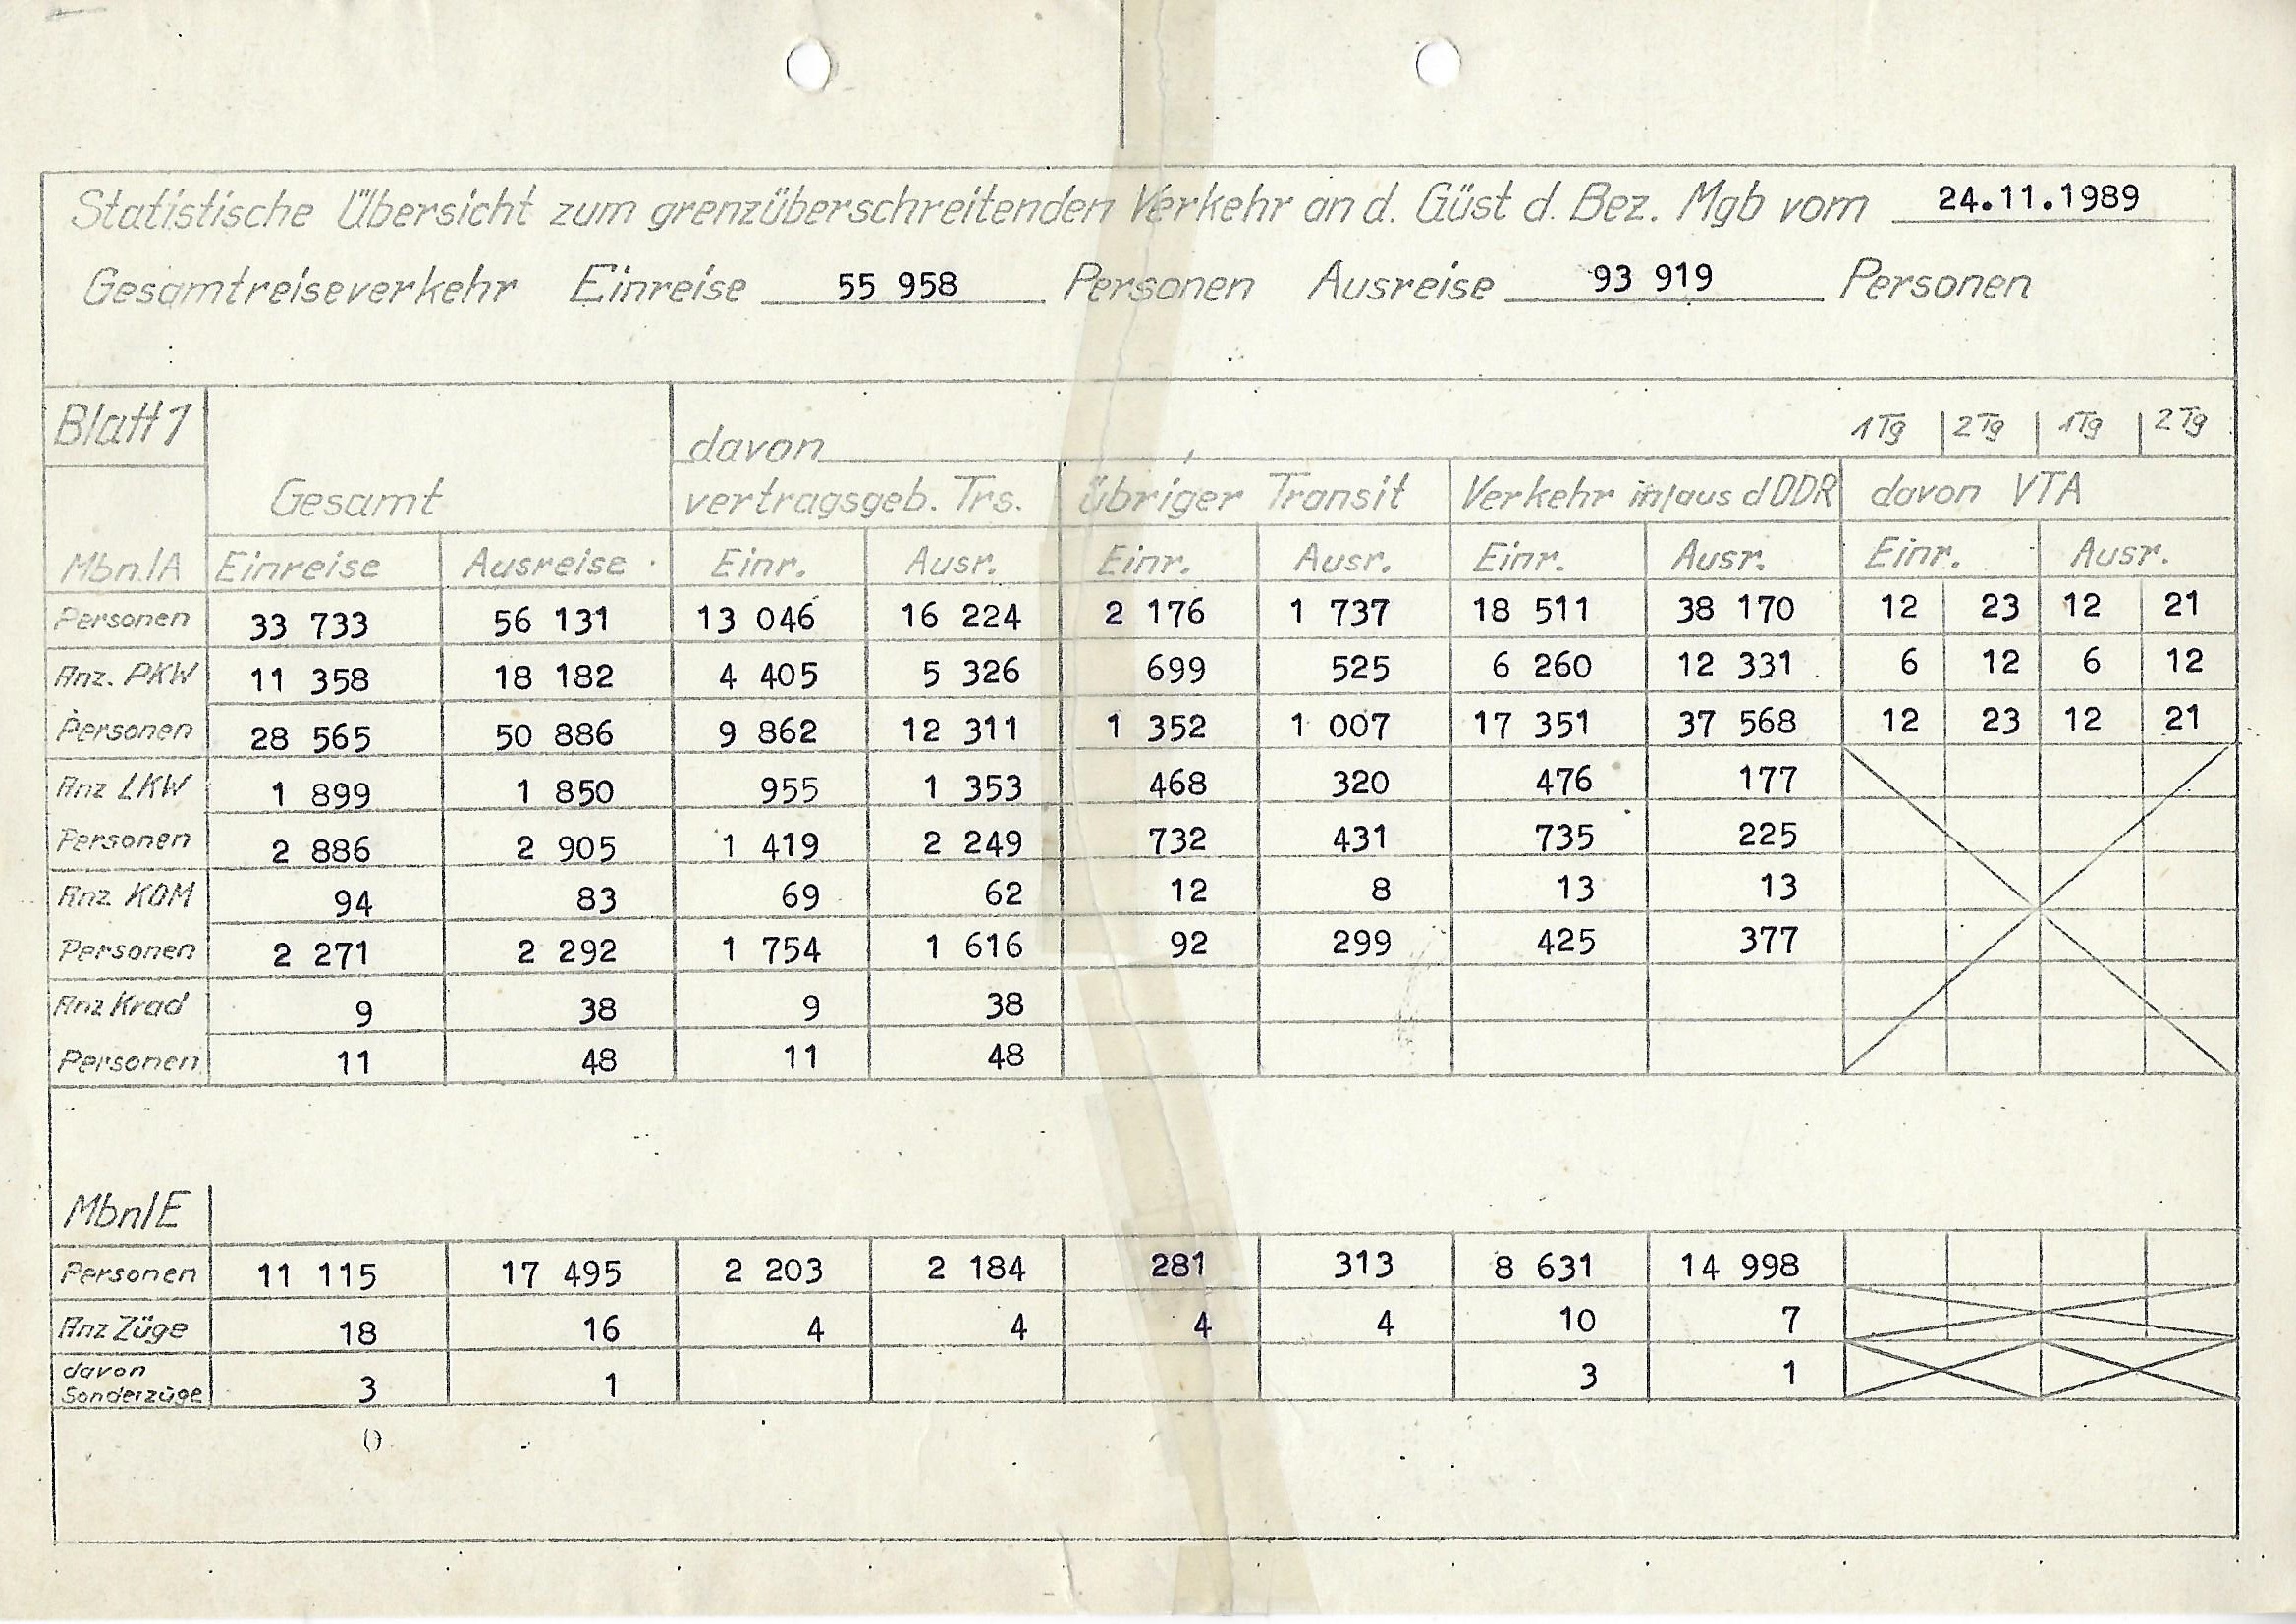 Statistische Übersicht zum grenzüberschreitenden Verkehr an d. Güst d. Bez. Mgb vom 24.11.1989
Gesamtreiseverkehr Einreise 55 958 Personen Ausreise 93 919 Personen
Blatt 1 davon 1Tg 2Tg 1Tg 2Tg
Gesamt vertragsgeb. Trs. übriger Transit Verkehr in/aus d DDR davon VTA
Mbn/A Einreise Ausreise Einr. Ausr. Einr. Ausr. Einr. Ausr. Einr. Ausr.
Personen 33 733 56 131 13 046 16 224 2 176 1 737 18 511 38 170 12 23 12 21
Anz. PKW 11 358 18 182 4 405 5 326 699 525 6 260 12 331 6 12 6 12
Personen 28 565 50 886 9 862 12 311 1 352 1 007 17 351 37 568 12 23 12 21
Anz LKW 1 899 1 850 955 1 353 468 320 476 177
Personen 2 886 2 905 1 419 2 249 732 431 735 225
Anz KOM 94 83 69 62 12 8 13 13
Personen 2 271 2 292 1 754 1 616 92 299 425 377
Anz Krad 9 38 9 38
Personen 11 48 11 48
Mbn/E
Personen 11 115 17 495 2 203 2 184 281 313 8 631 14 998
Anz Züge 18 16 4 4 4 4 10 7
davon
Sonderzüge 3 1 3 1